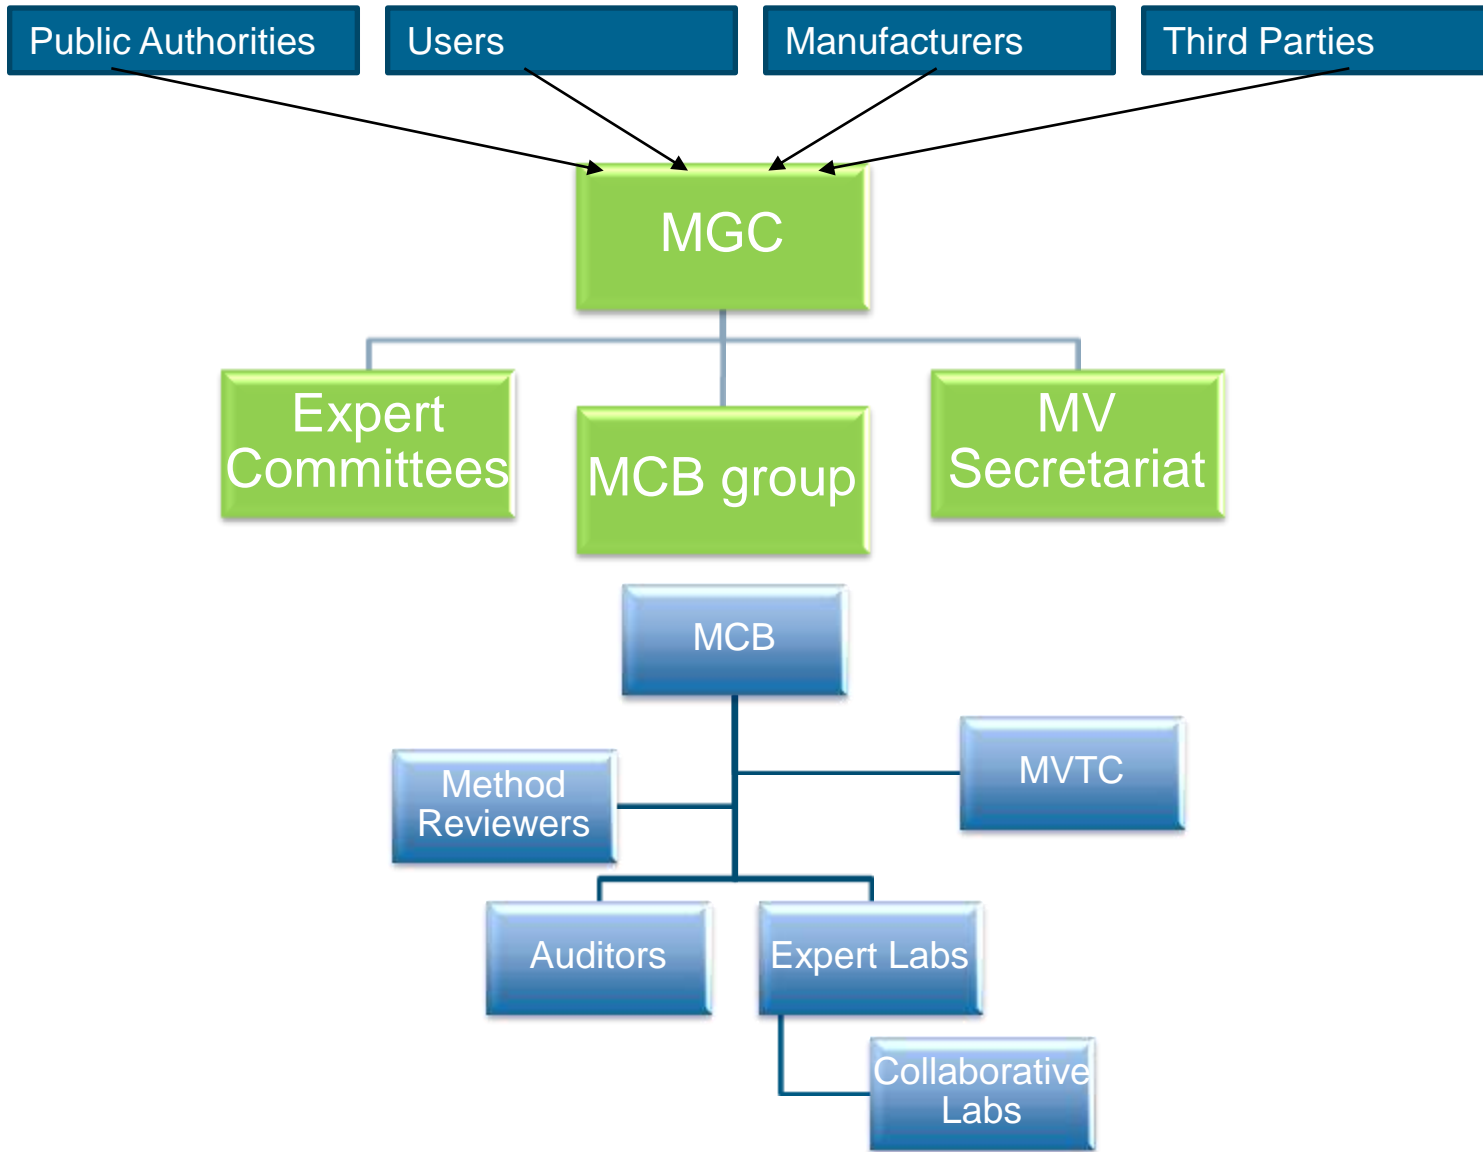 Public Authorities
Users
Manufacturers
Third Parties
MGC
Expert
Committees
MCB group
MV
Secretariat
MCB
MVTC
Method
Reviewers
Auditors
Expert Labs
Collaborative
Labs